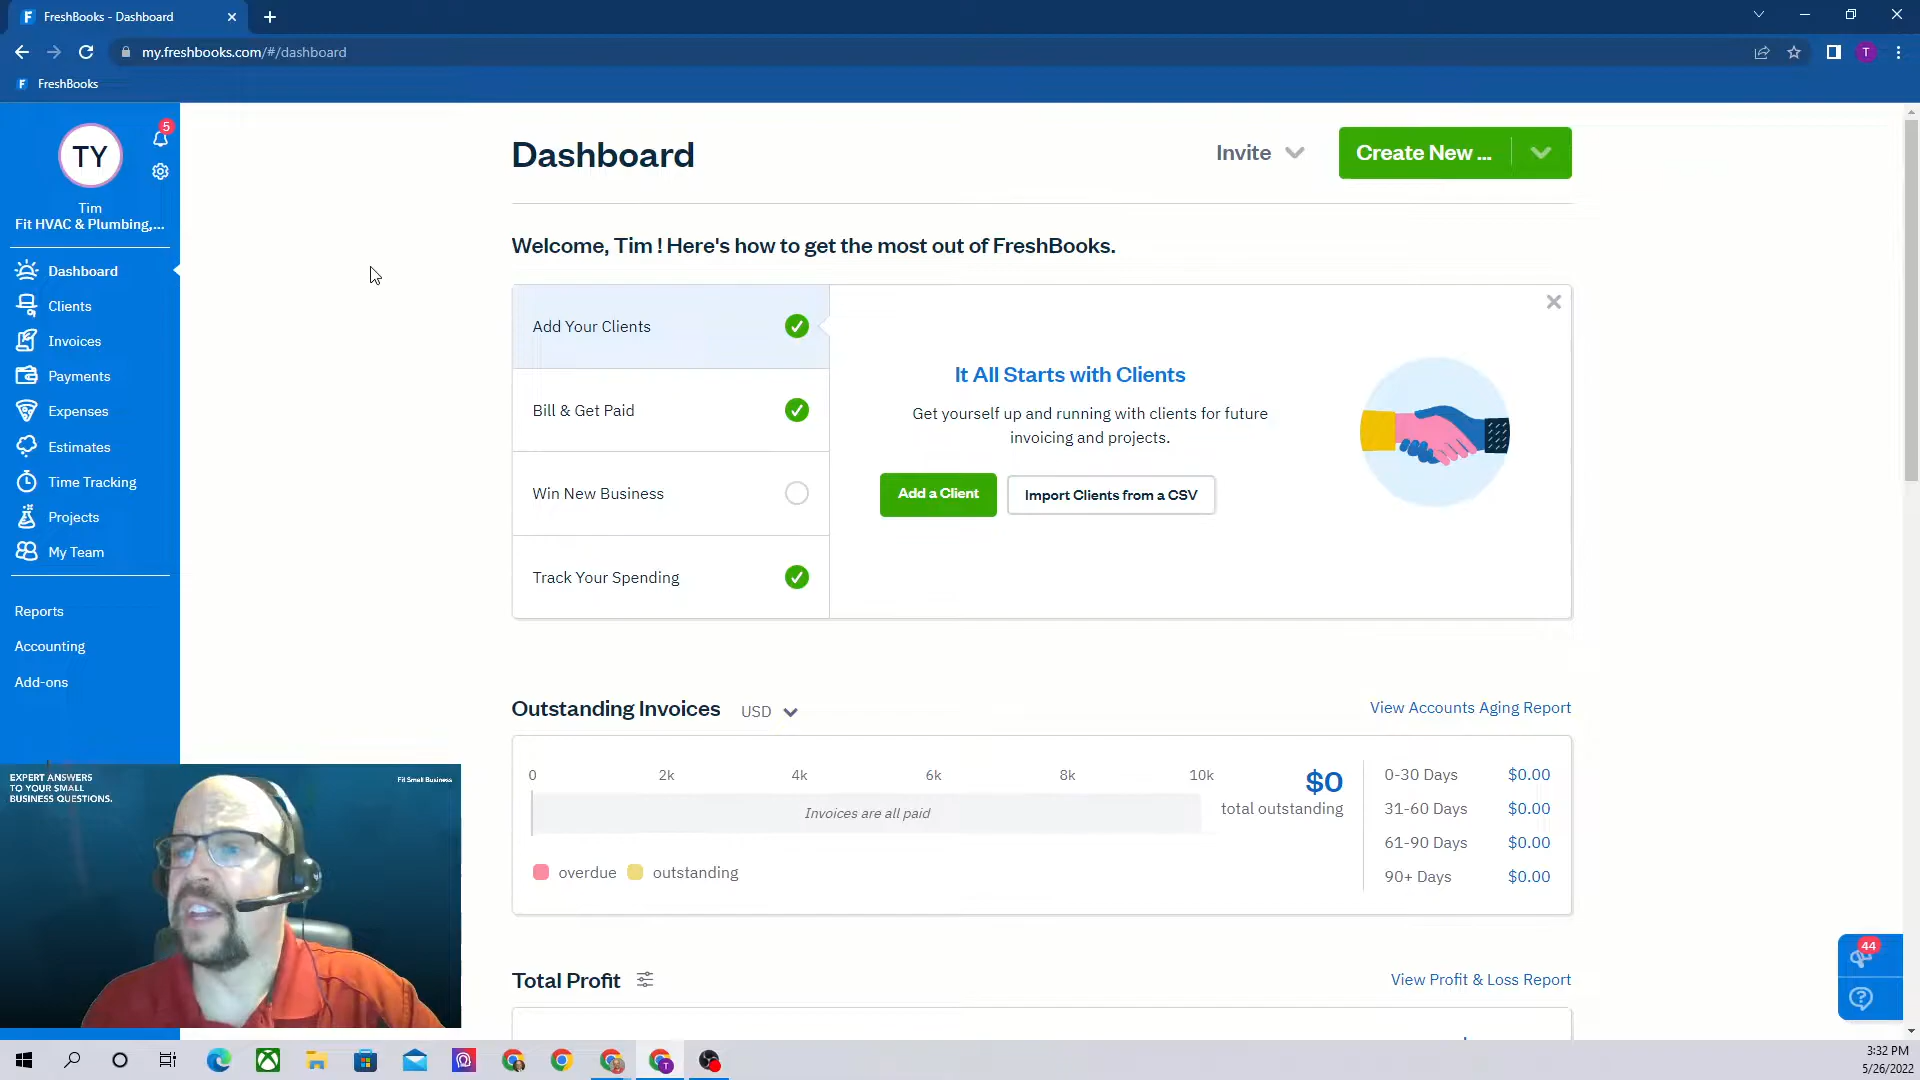 FreshBooks - Dashboard
my.freshbooks.com/#/dashboard
T
FreshBooks
TY
5
Tim
Fit HVAC & Plumbing,...
Dashboard
Clients
Invoices
Payments
Expenses
Estimates
Time Tracking
Projects
My Team
Reports
Accounting
Add-ons
Dashboard
Invite
Create New ...
Welcome, Tim ! Here's how to get the most out of FreshBooks.
Add Your Clients
Bill & Get Paid
Win New Business
Track Your Spending
It All Starts with Clients
Get yourself up and running with clients for future
invoicing and projects.
Add a Client
Import Clients from a CSV
Outstanding Invoices
USD
View Accounts Aging Report
0 2k 4k 6k 8k 10k
Invoices are all paid
overdue
outstanding
$0
total outstanding
0-30 Days $0.00
31-60 Days $0.00
61-90 Days $0.00
90+ Days $0.00
Total Profit
View Profit & Loss Report
44
EXPERT ANSWERS
TO YOUR SMALL
BUSINESS QUESTIONS.
Fit Small Business
T
3:32 PM
5/26/2022